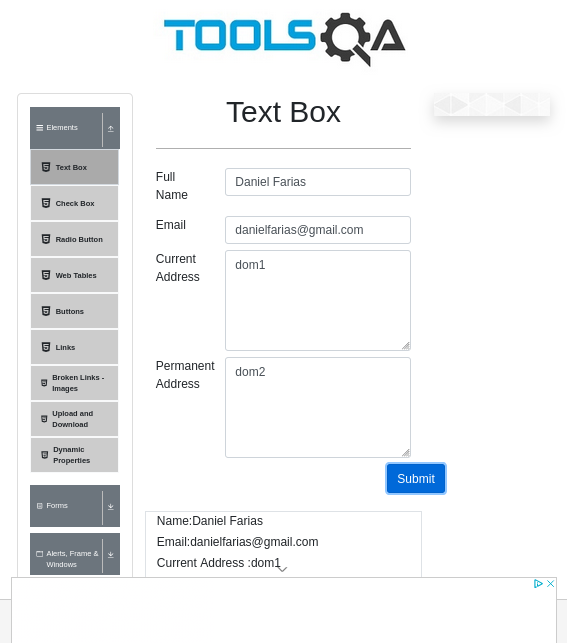 TOOLSQA
Elements
Text Box
Check Box
Radio Button
Web Tables
Buttons
Links
Broken Links -
Images
Upload and
Download
Dynamic
Properties
Forms
Alerts, Frame &
Windows
Text Box
Full
Name
Daniel Farias
Email
danielfarias@gmail.com
Current
Address
dom1
Permanent
Address
dom2
Submit
Name:Daniel Farias
Email:danielfarias@gmail.com
Current Address :dom1